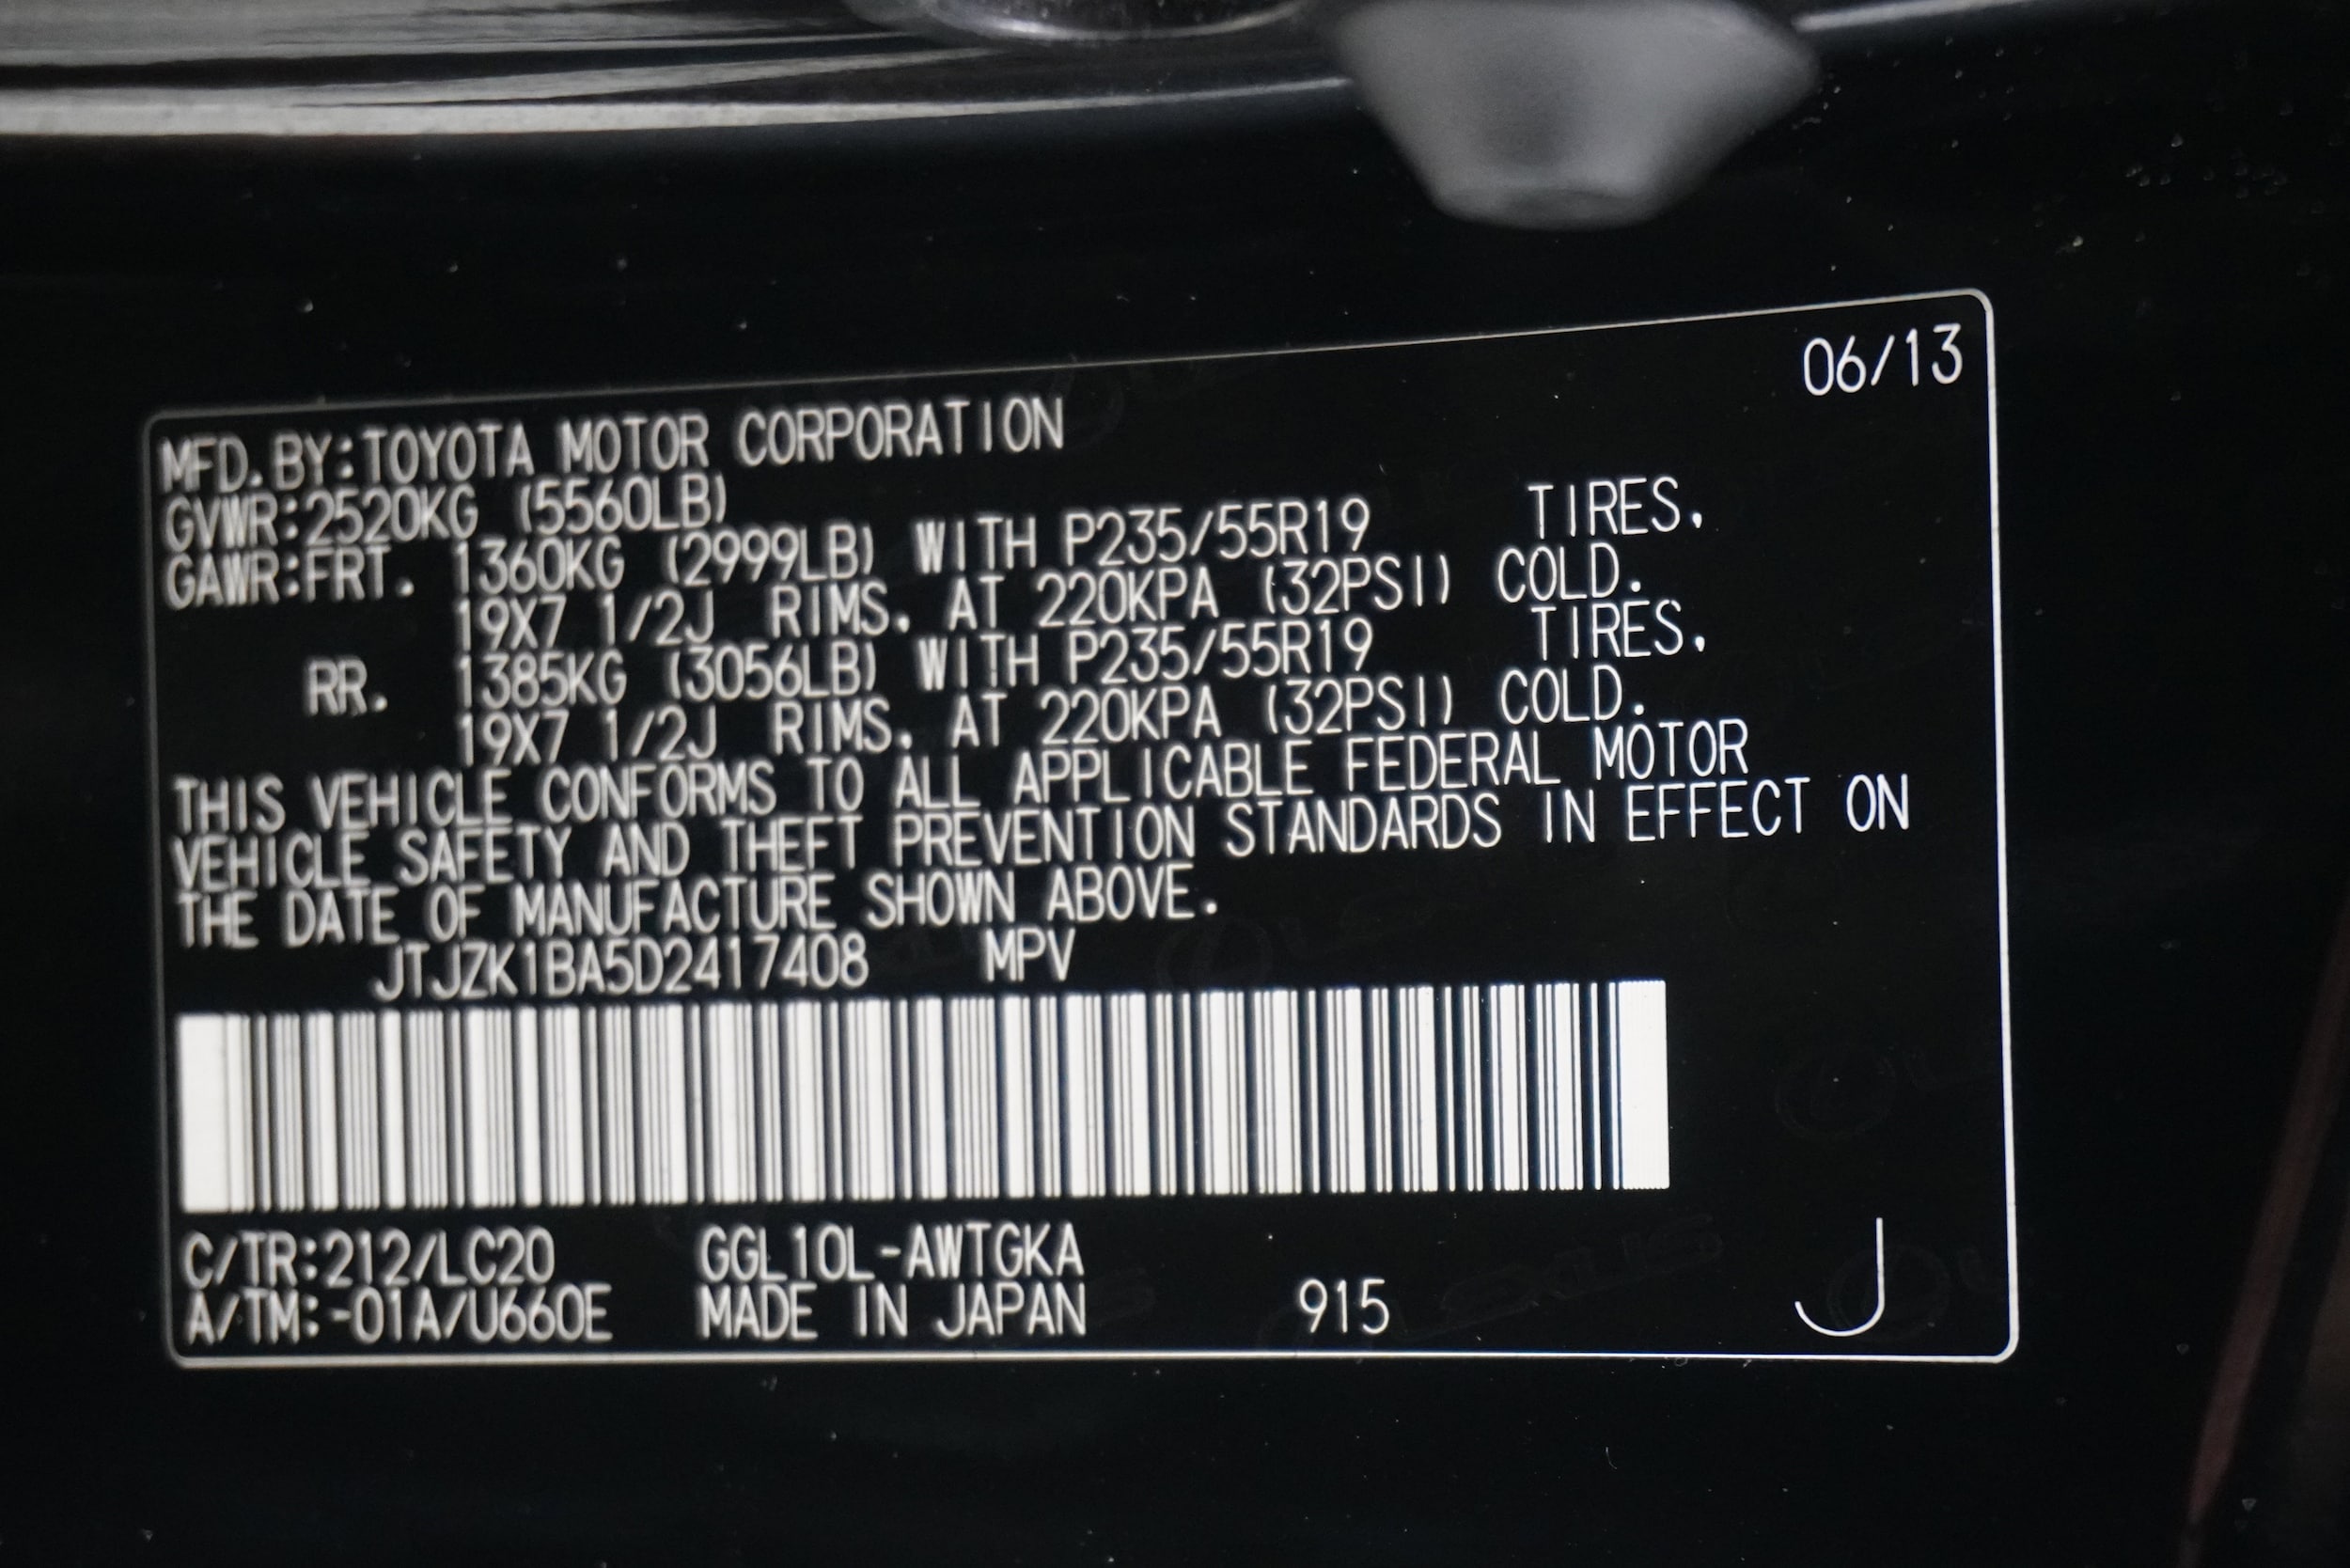 06/13
MFD.BY:TOYOTA MOTOR CORPORATION
GVWR:2520KG (5560LB)
GAWR:FRT. 1360KG (2999LB) WITH P235/55R19 TIRES.
19X7 1/2J RIMS. AT 220KPA (32PSI) COLD.
RR. 1385KG (3056LB) WITH P235/55R19 TIRES.
19X7 1/2J RIMS. AT 220KPA (32PSI) COLD.
THIS VEHICLE CONFORMS TO ALL APPLICABLE FEDERAL MOTOR
VEHICLE SAFETY AND THEFT PREVENTION STANDARDS IN EFFECT ON
THE DATE OF MANUFACTURE SHOWN ABOVE.
JTJZK1BA5D2417408 MPV
C/TR:212/LC20 GGL10L-AWTGKA
A/TM:-01A/U660E MADE IN JAPAN 915 J